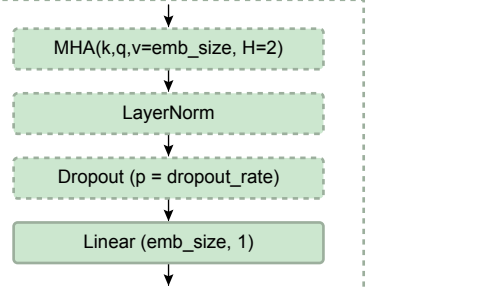 MHA(k,q,v=emb_size, H=2)
LayerNorm
Dropout (p = dropout_rate)
Linear (emb_size, 1)